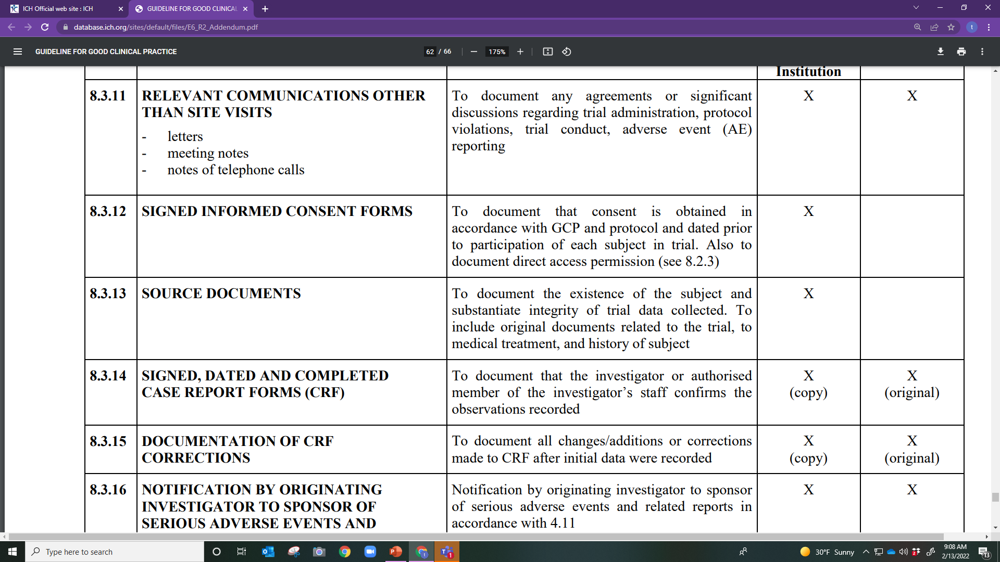 ICH Official web site : ICH
GUIDELINE FOR GOOD CLINICAL
database.ich.org/sites/default/files/E6_R2_Addendum.pdf
t
GUIDELINE FOR GOOD CLINICAL PRACTICE
62 / 66
175%
Institution
8.3.11
RELEVANT COMMUNICATIONS OTHER
THAN SITE VISITS
- letters
- meeting notes
- notes of telephone calls
To document any agreements or significant
discussions regarding trial administration, protocol
violations, trial conduct, adverse event (AE)
reporting
X
X
8.3.12
SIGNED INFORMED CONSENT FORMS
To document that consent is obtained in
accordance with GCP and protocol and dated prior
to participation of each subject in trial. Also to
document direct access permission (see 8.2.3)
X
8.3.13
SOURCE DOCUMENTS
To document the existence of the subject and
substantiate integrity of trial data collected. To
include original documents related to the trial, to
medical treatment, and history of subject
X
8.3.14
SIGNED, DATED AND COMPLETED
CASE REPORT FORMS (CRF)
To document that the investigator or authorised
member of the investigator’s staff confirms the
observations recorded
X
(copy)
X
(original)
8.3.15
DOCUMENTATION OF CRF
CORRECTIONS
To document all changes/additions or corrections
made to CRF after initial data were recorded
X
(copy)
X
(original)
8.3.16
NOTIFICATION BY ORIGINATING
INVESTIGATOR TO SPONSOR OF
SERIOUS ADVERSE EVENTS AND
Notification by originating investigator to sponsor
of serious adverse events and related reports in
accordance with 4.11
X
X
Type here to search
30°F Sunny
9:08 AM
2/13/2022
13